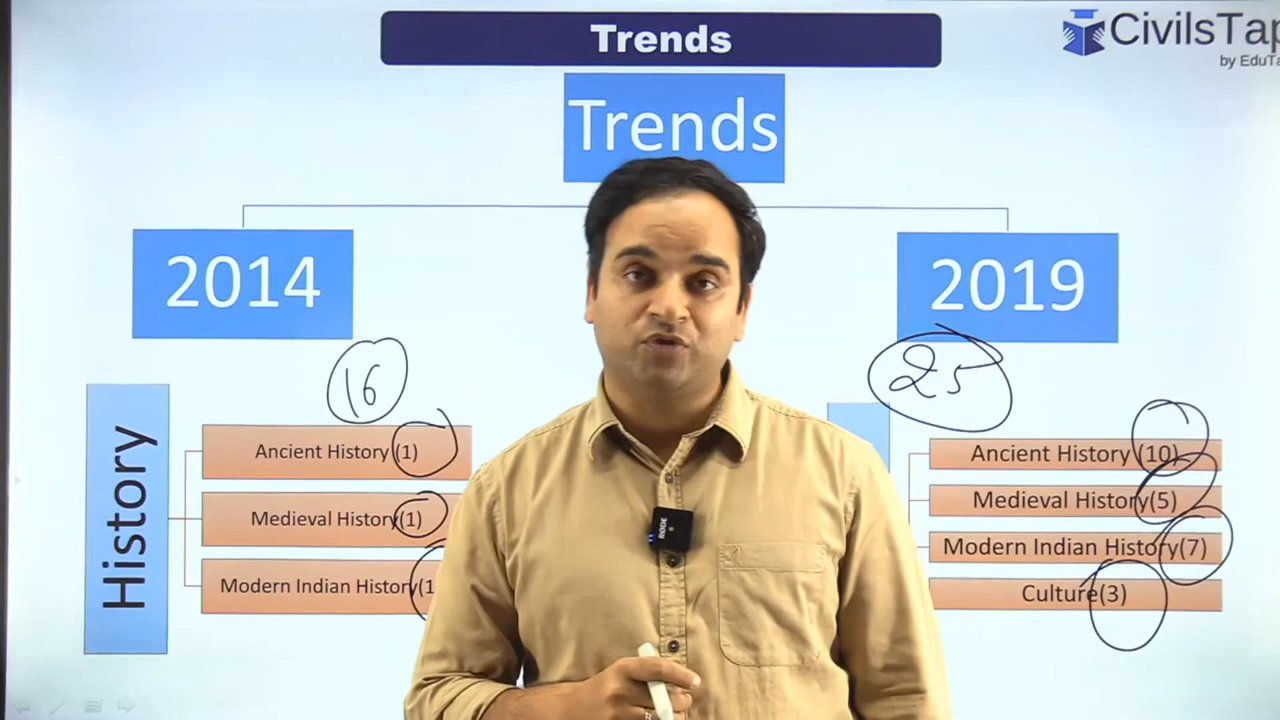 Trends
CivilsTap
by EduTa
Trends
2014
2019
16
25
History
Ancient History (1)
Medieval History(1)
Modern Indian History(1
Ancient History (10)
Medieval History(5)
Modern Indian History(7)
Culture(3)
RODE